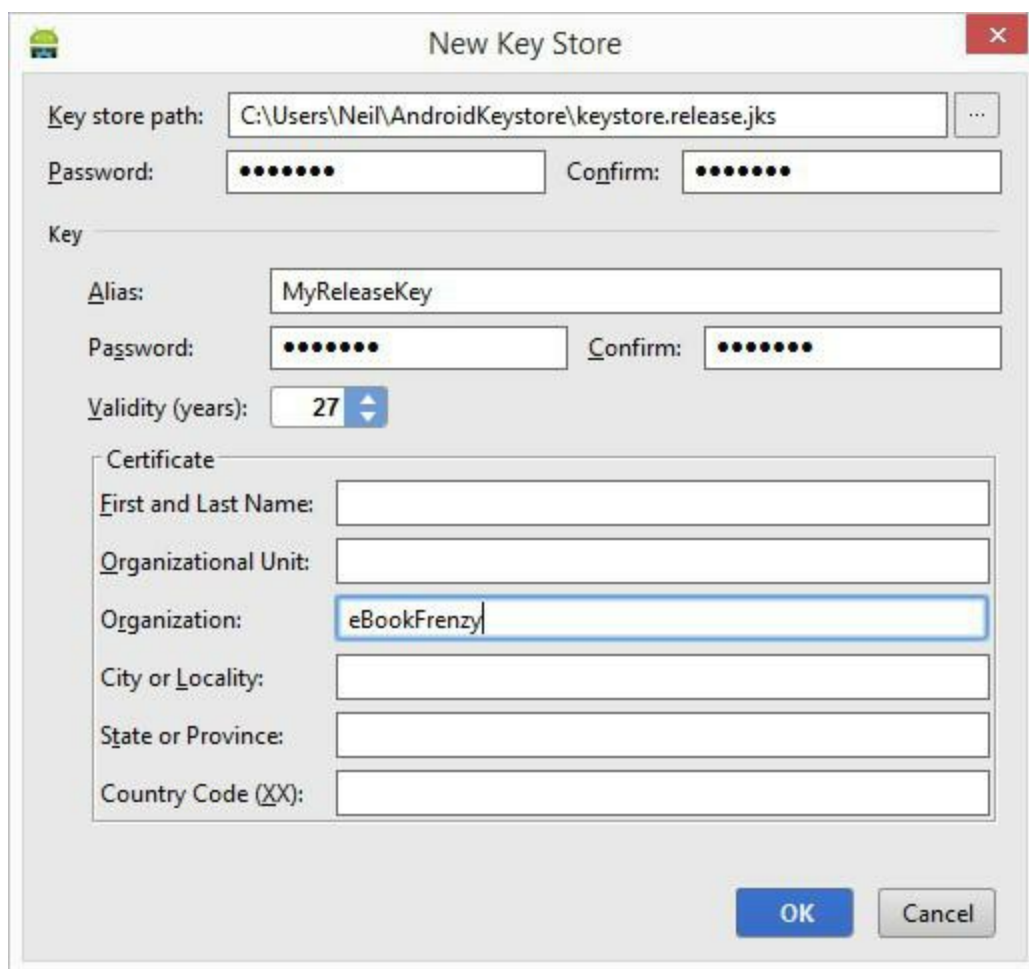 New Key Store
Key store path: C:\Users\Neil\AndroidKeystore\keystore.release.jks ...
Password: ••••••• Confirm: •••••••
Key
Alias: MyReleaseKey
Password: ••••••• Confirm: •••••••
Validity (years): 27
Certificate
First and Last Name:
Organizational Unit:
Organization: eBookFrenzy
City or Locality:
State or Province:
Country Code (XX):
OK Cancel